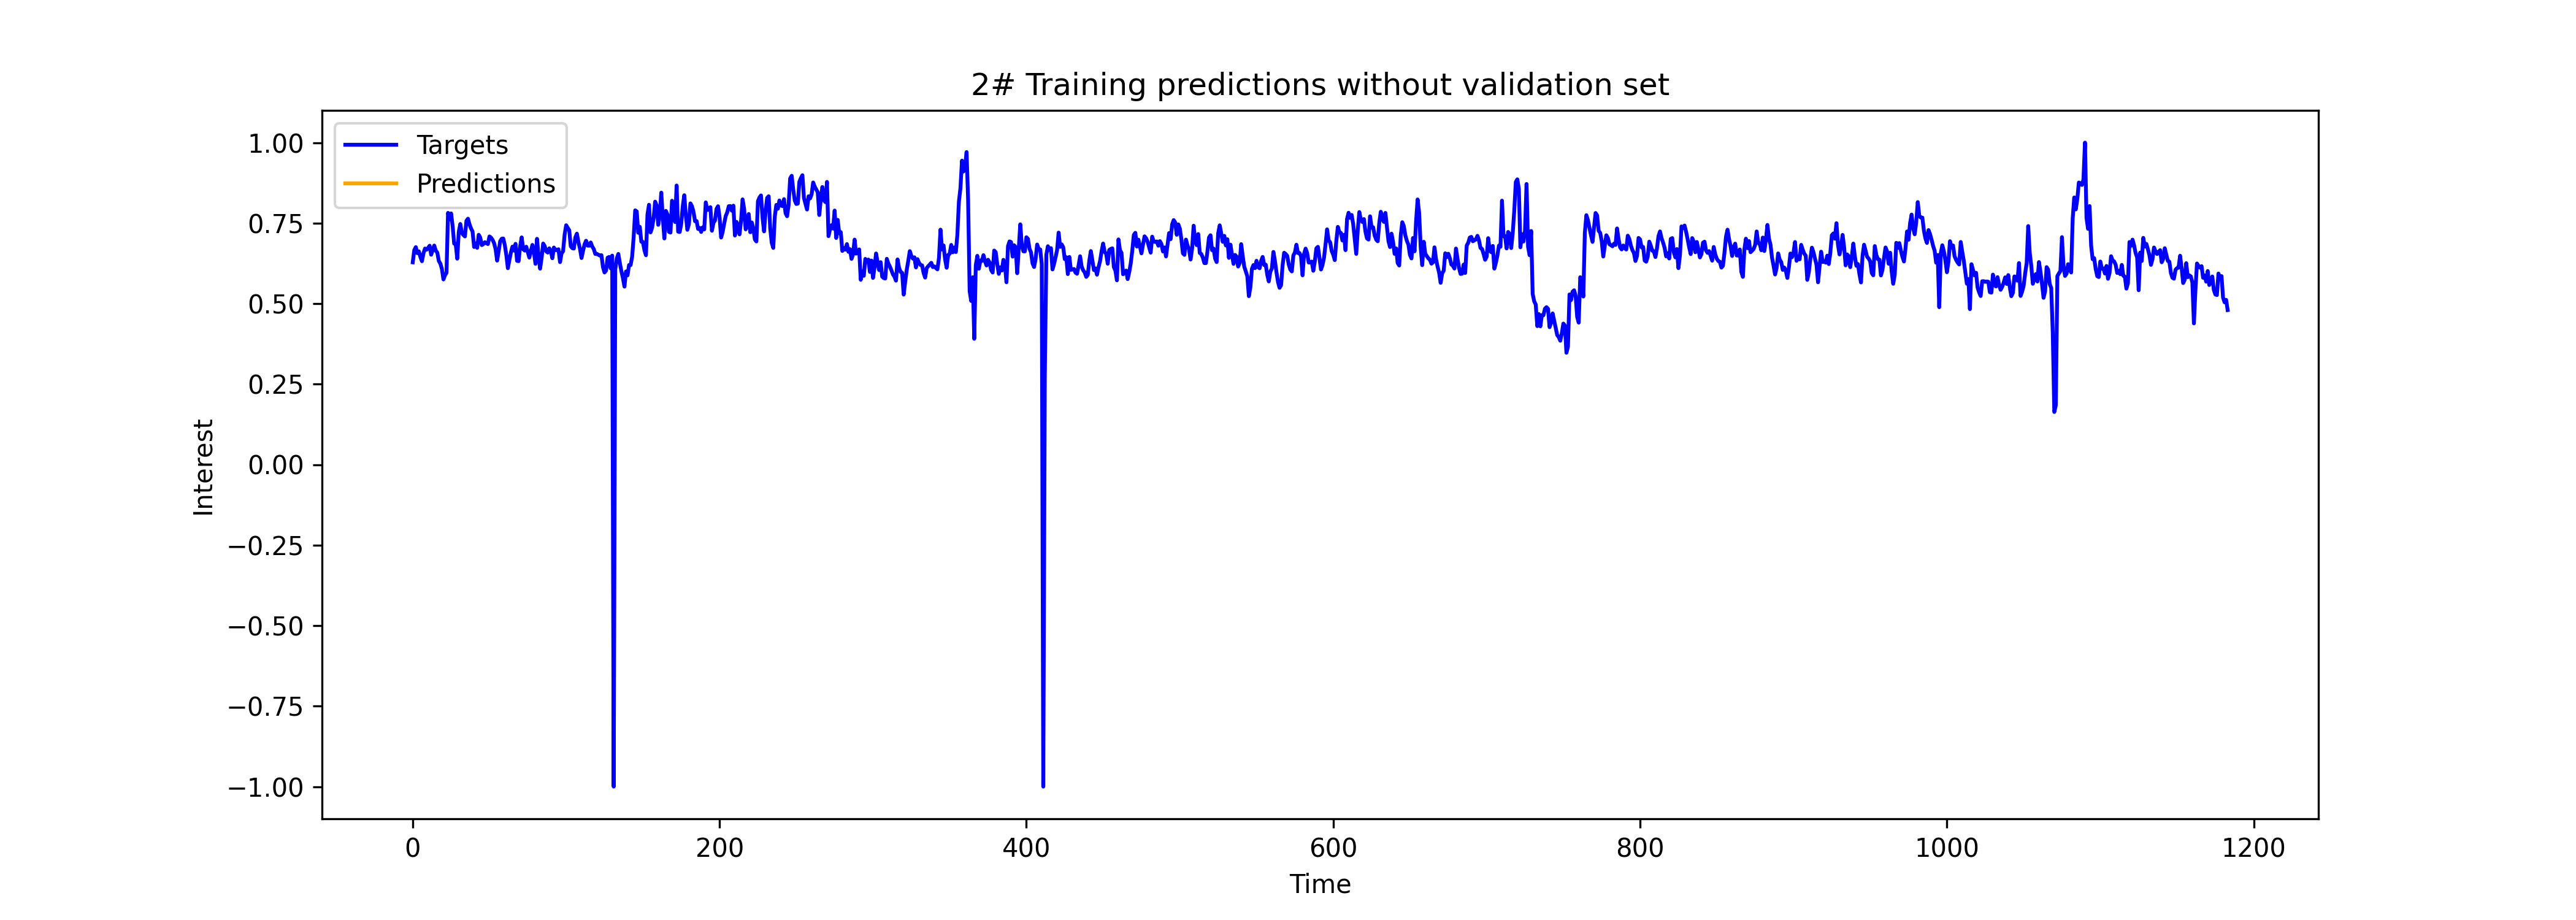 2# Training predictions without validation set
Targets
Predictions
1.00
0.75
0.50
0.25
0.00
−0.25
−0.50
−0.75
−1.00
Interest
0 200 400 600 800 1000 1200
Time